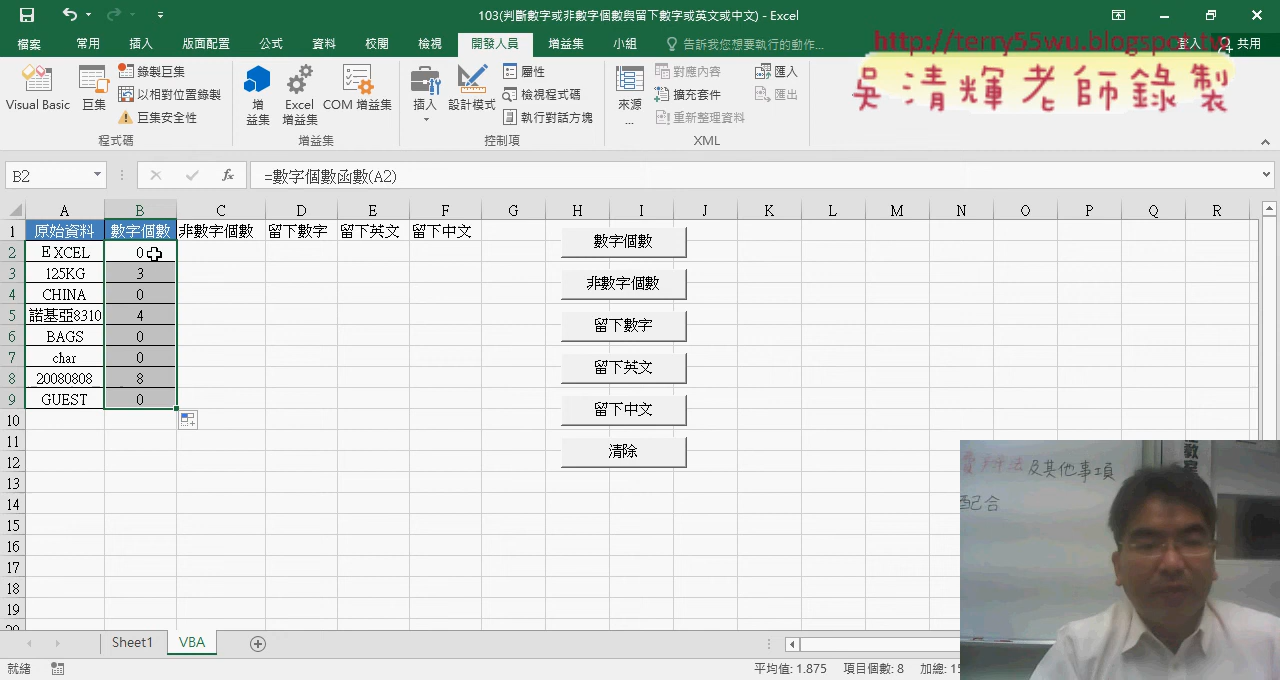 103(判斷數字或非數字個數與留下數字或英文或中文) - Excel
檔案 常用 插入 版面配置 公式 資料 校閱 檢視 開發人員 增益集 小組 告訴我您想要執行的動作... 登入 共用
http://terry55wu.blogspot.tw
吳清輝老師錄製
Visual Basic 巨集 錄製巨集 以相對位置錄製 巨集安全性
增益集 Excel 增益集 COM 增益集
插入 設計模式 屬性 檢視程式碼 執行對話方塊
來源... 對應內容 擴充套件 重新整理資料 匯入 匯出
程式碼 增益集 控制項 XML
B2 fx =數字個數函數(A2)
A B C D E F G H I J K L M N O P Q R
1 原始資料 數字個數 非數字個數 留下數字 留下英文 留下中文
2 EXCEL 0
3 125KG 3
4 CHINA 0
5 諾基亞8310 4
6 BAGS 0
7 char 0
8 20080808 8
9 GUEST 0
10
11
12
13
14
15
16
17
18
19
20
數字個數
非數字個數
留下數字
留下英文
留下中文
清除
及其他事項
配合
Sheet1 VBA
就緒 平均值: 1.875 項目個數: 8 加總: 15